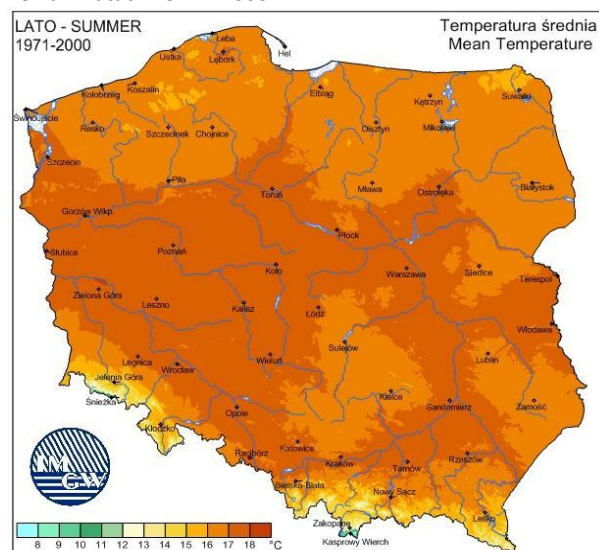 LATO - SUMMER
1971-2000
Temperatura średnia
Mean Temperature
Łeba
Ustka
Lębork
Hel
Koszalin
Kołobrzeg
Elbląg
Suwałki
Kętrzyn
Świnoujście
Resko
Szczecinek
Chojnice
Olsztyn
Mikołajki
Szczecin
Piła
Toruń
Mława
Ostrołęka
Białystok
Gorzów Wlkp.
Płock
Słubice
Poznań
Koło
Warszawa
Siedlce
Terespol
Zielona Góra
Leszno
Kalisz
Łódź
Włodawa
Sulejów
Legnica
Wrocław
Wieluń
Lublin
Jelenia Góra
Śnieżka
Kielce
Sandomierz
Zamość
Kłodzko
Opole
Racibórz
Katowice
Kraków
Tarnów
Rzeszów
Bielsko-Biała
Nowy Sącz
Lesko
Zakopane
Kasprowy Wierch
IM
GW
8 9 10 11 12 13 14 15 16 17 18 °C